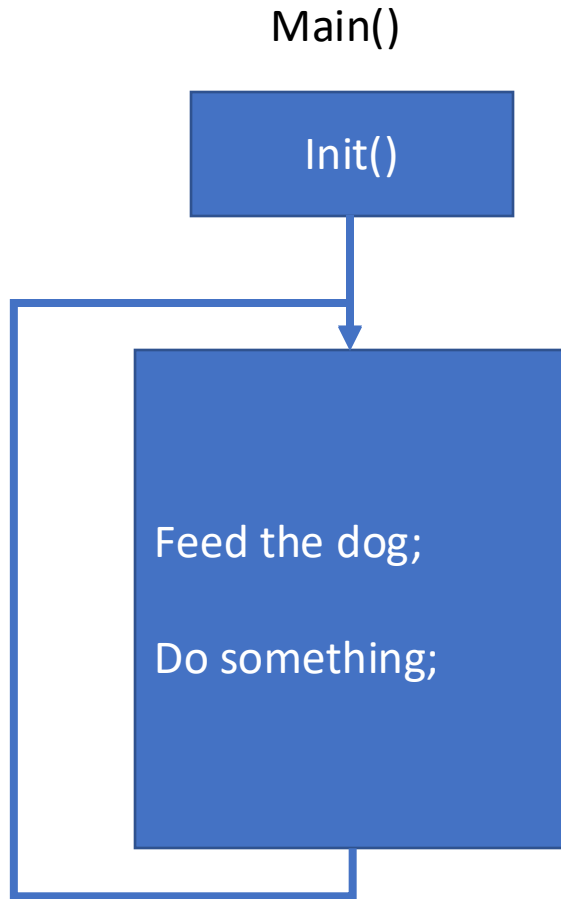 Main()
Init()
Feed the dog;
Do something;